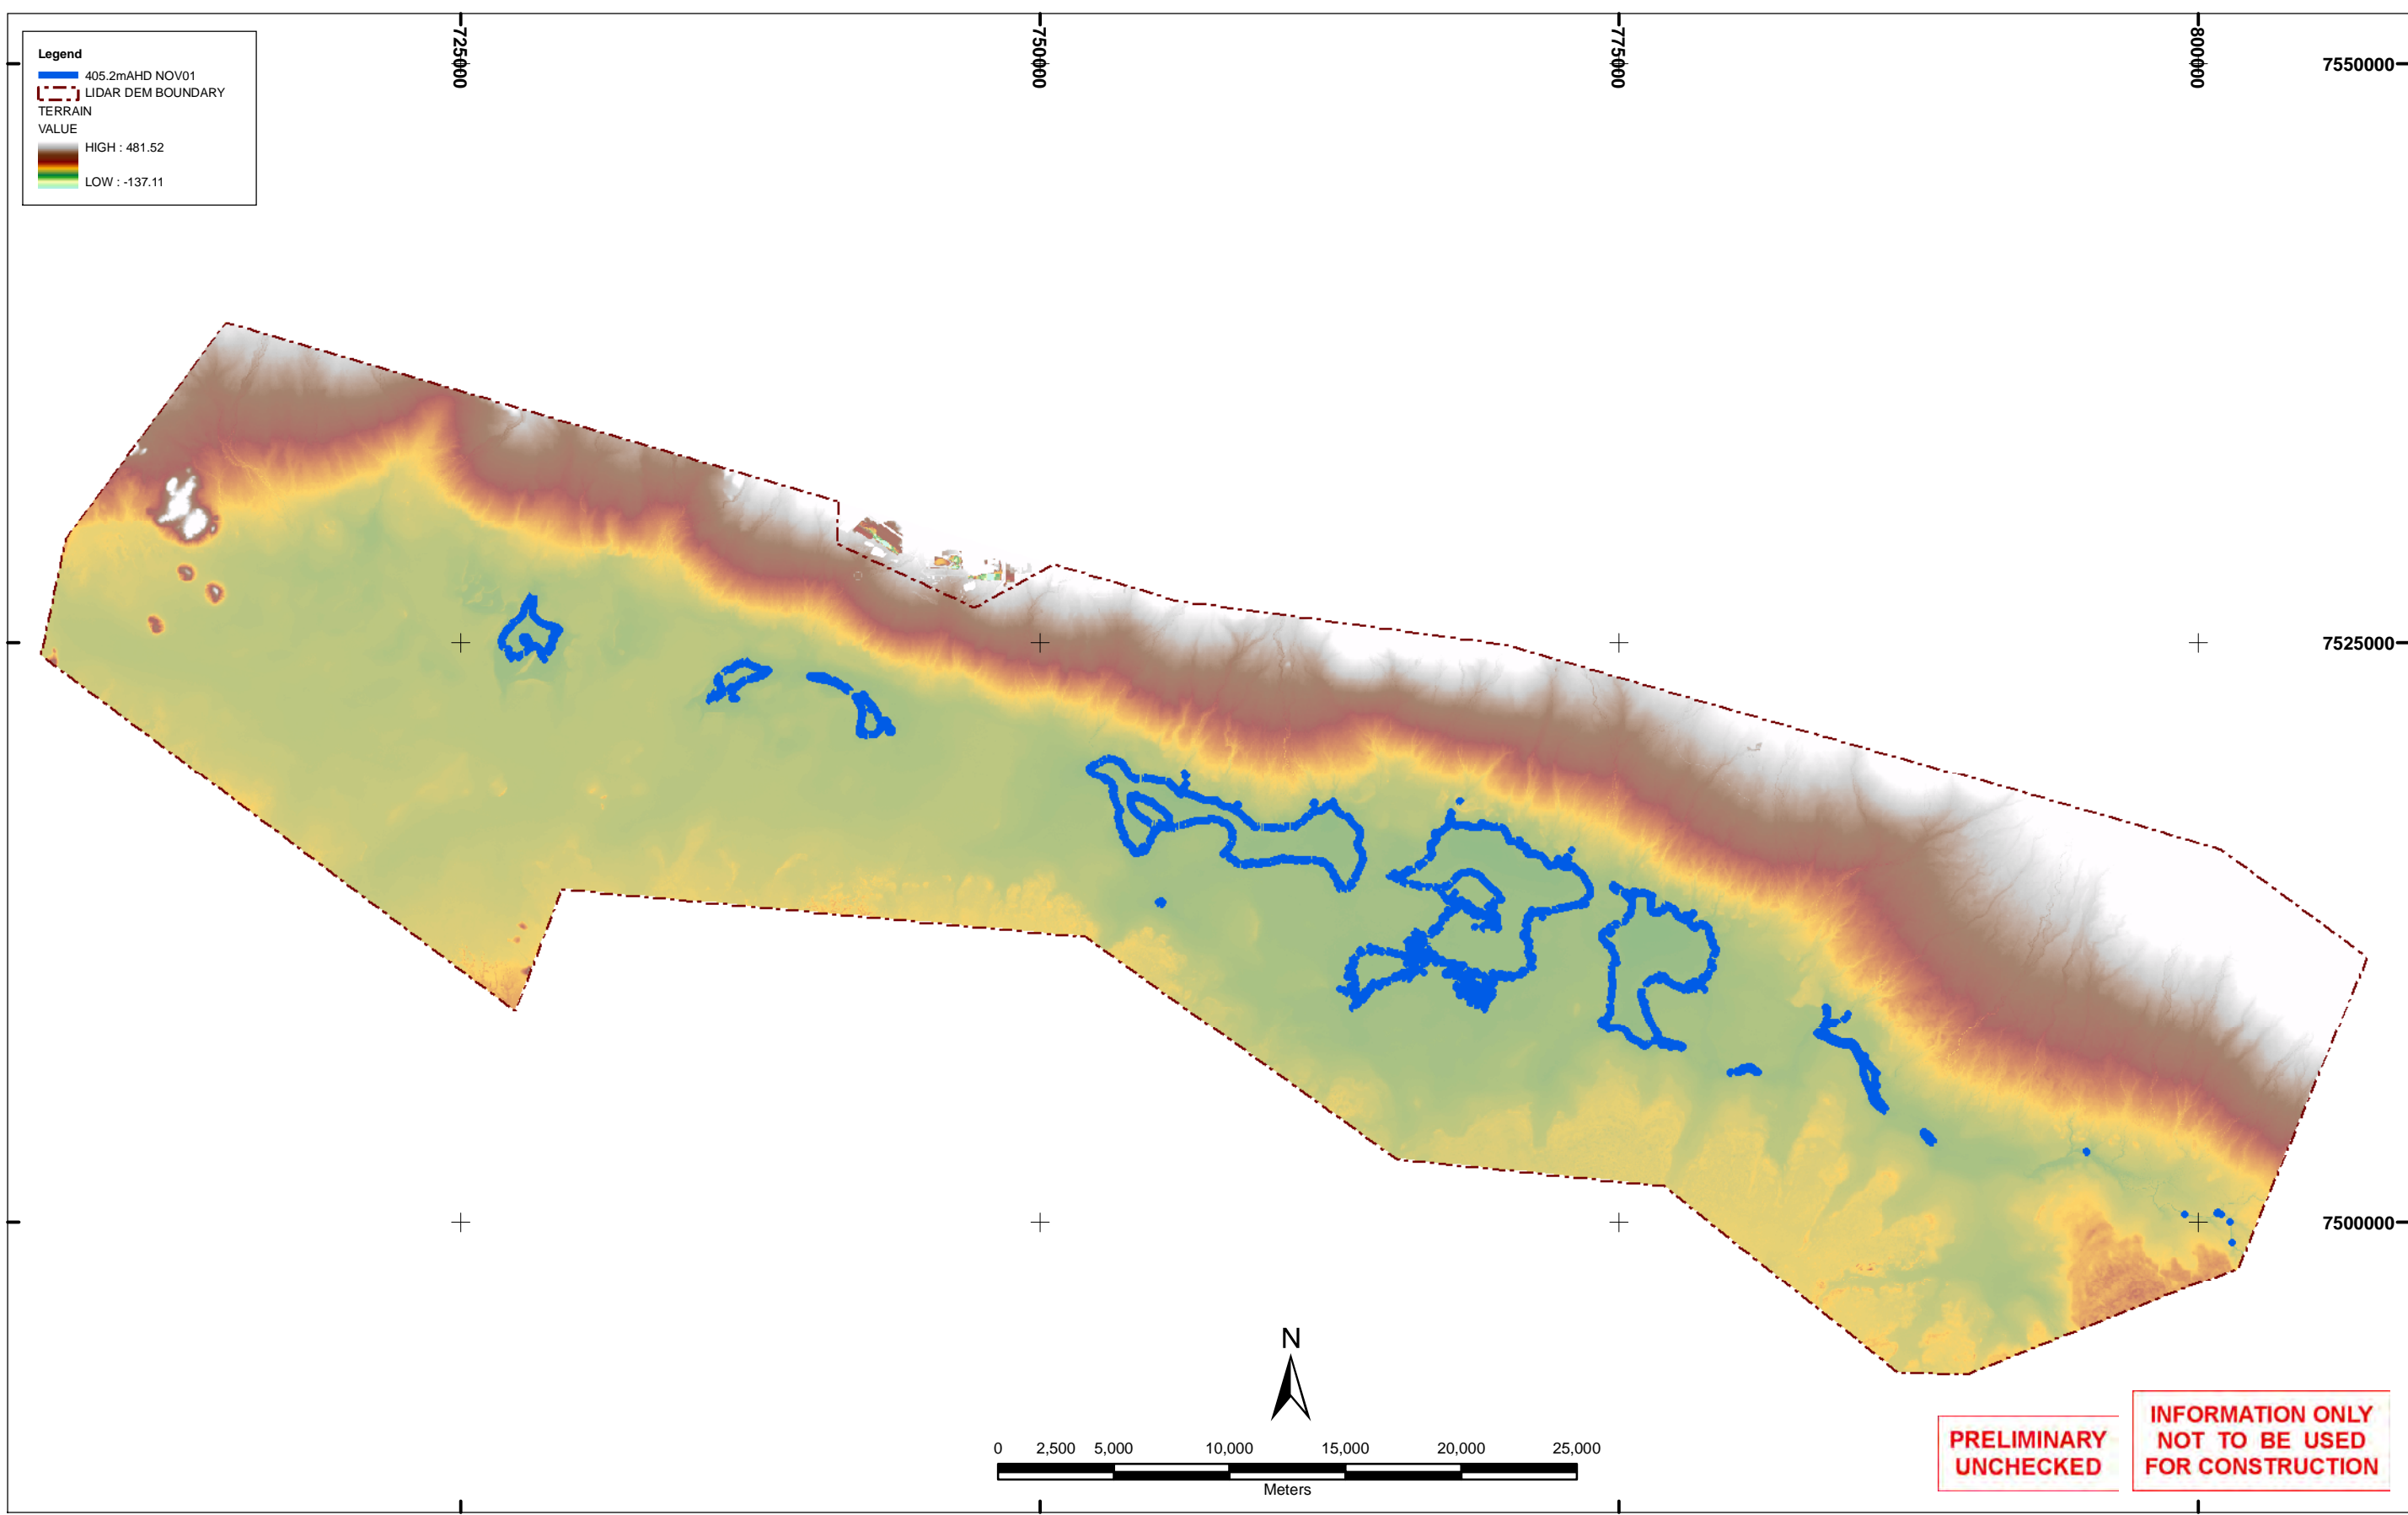 Legend
405.2mAHD NOV01
LIDAR DEM BOUNDARY
TERRAIN
VALUE
HIGH : 481.52
LOW : -137.11
725000
750000
775000
800000
7550000
7525000
7500000
N
0 2,500 5,000 10,000 15,000 20,000 25,000
Meters
PRELIMINARY
UNCHECKED
INFORMATION ONLY
NOT TO BE USED
FOR CONSTRUCTION